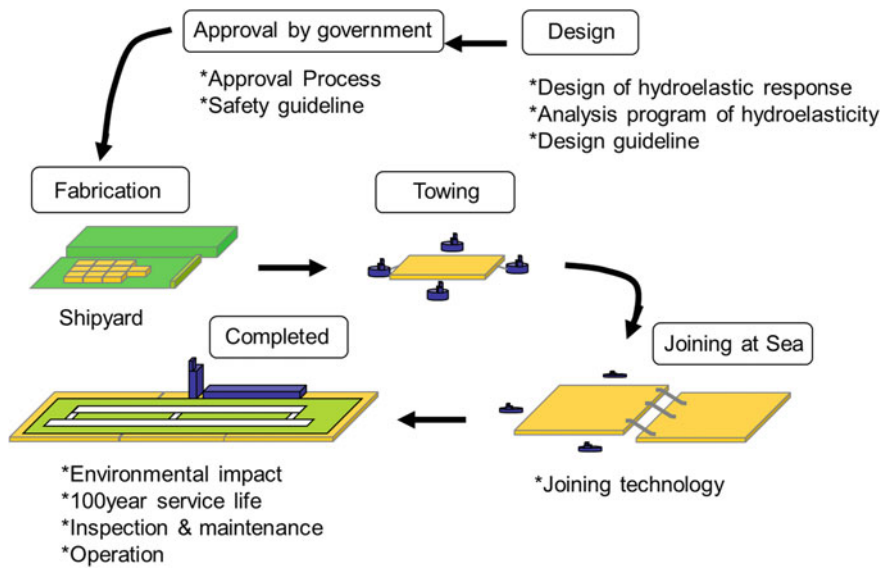 Approval by government
Design
*Approval Process
*Safety guideline
*Design of hydroelastic response
*Analysis program of hydroelasticity
*Design guideline
Fabrication
Towing
Shipyard
Completed
Joining at Sea
*Environmental impact
*100year service life
*Inspection & maintenance
*Operation
*Joining technology